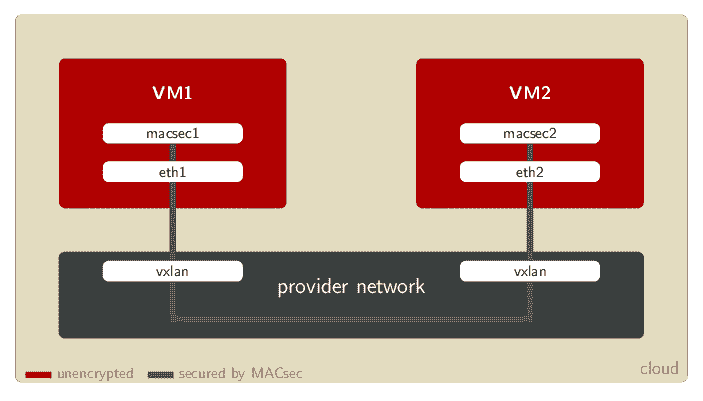 VM1
VM2
macsec1
macsec2
eth1
eth2
vxlan
provider network
vxlan
cloud
unencrypted
secured by MACsec